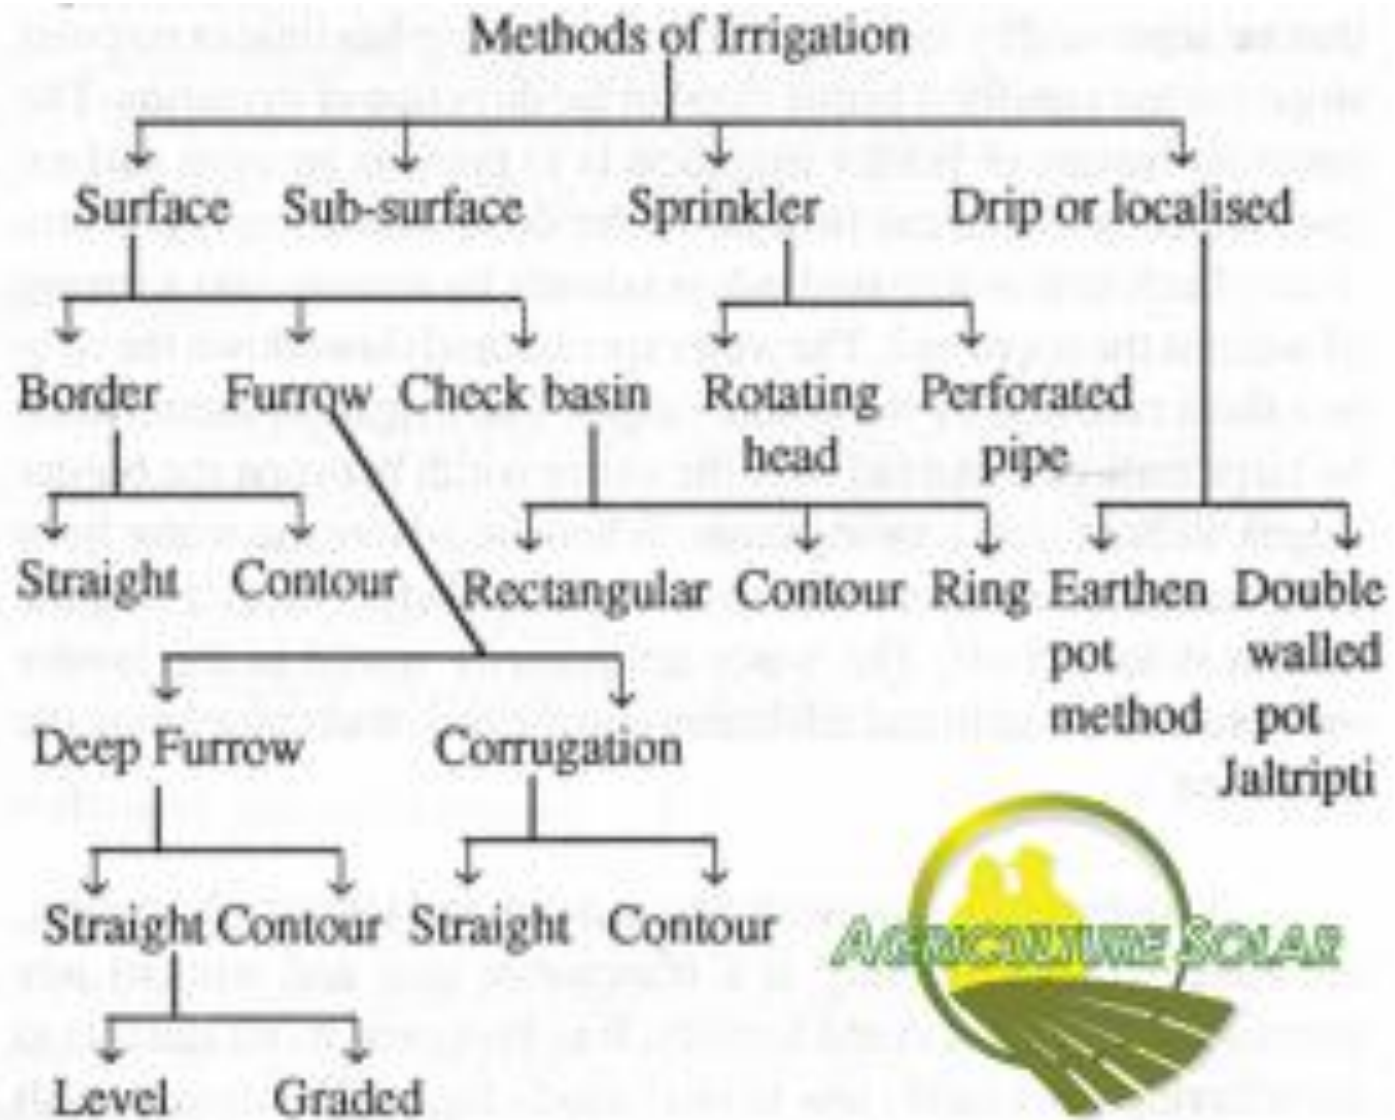 Methods of Irrigation
Surface Sub-surface Sprinkler Drip or localised
Border Furrow Check basin Rotating Perforated
head pipe
Straight Contour Rectangular Contour Ring Earthen Double
pot walled
method pot
Deep Furrow Corrugation Jaltripti
Straight Contour Straight Contour AGRICULTURE SOLAR
Level Graded